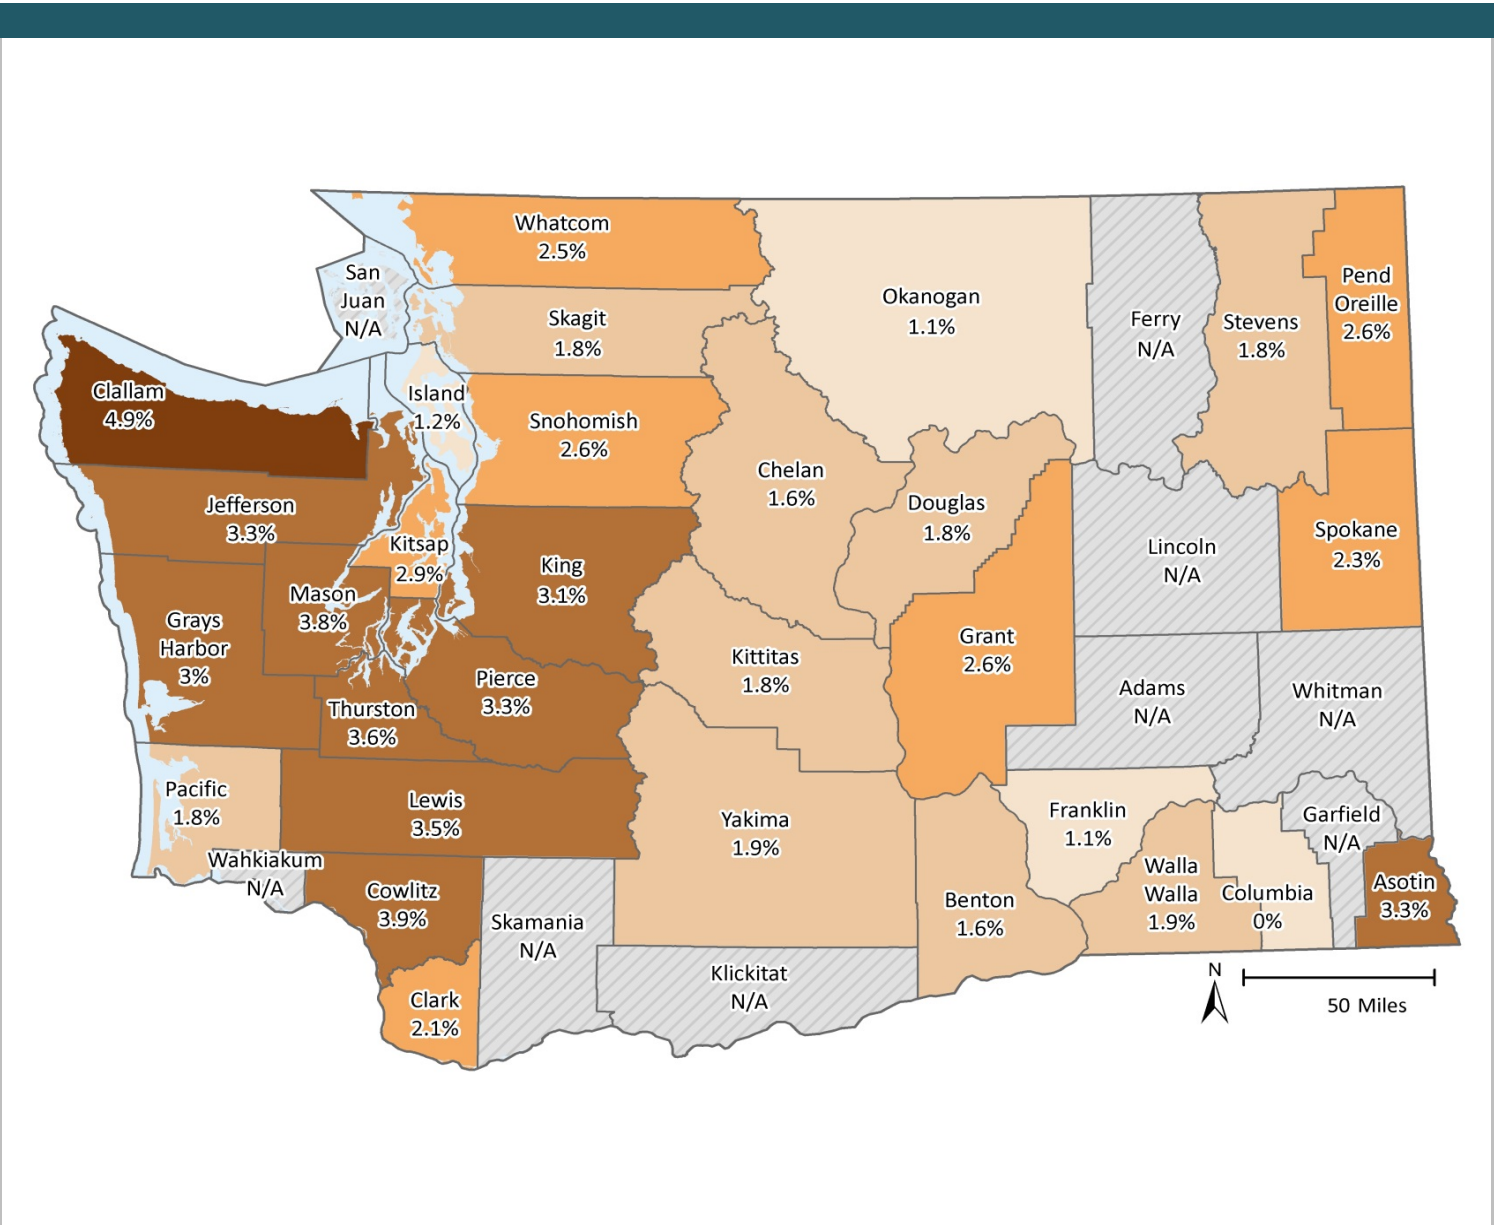 Whatcom
2.5%
San
Juan
N/A
Skagit
1.8%
Okanogan
1.1%
Ferry
N/A
Stevens
1.8%
Pend
Oreille
2.6%
Clallam
4.9%
Island
1.2%
Snohomish
2.6%
Chelan
1.6%
Douglas
1.8%
Jefferson
3.3%
Kitsap
2.9%
King
3.1%
Lincoln
N/A
Spokane
2.3%
Mason
3.8%
Grays
Harbor
3%
Kittitas
1.8%
Grant
2.6%
Adams
N/A
Whitman
N/A
Pierce
3.3%
Thurston
3.6%
Pacific
1.8%
Lewis
3.5%
Yakima
1.9%
Franklin
1.1%
Garfield
N/A
Wahkiakum
N/A
Cowlitz
3.9%
Skamania
N/A
Benton
1.6%
Walla
Walla
1.9%
Columbia
0%
Asotin
3.3%
Klickitat
N/A
Clark
2.1%
N
50 Miles